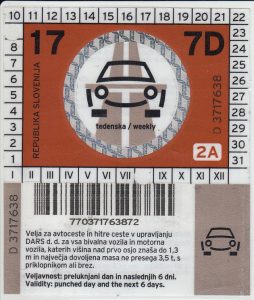 10 11 12 13 14 15 16 17 18 19 20 21 22
9 8 7 6 5 4 3 2 1
23 24 25 26 27 28 29 30 31
17 7D
REPUBLIKA SLOVENIJA
tedenska / weekly
D 3717638
2A
I II III IV V VI VII VIII IX X XI XII
D 3717638
770371763872
Velja za avtoceste in hitre ceste v upravljanju
DARS d. d. za vsa bivalna vozila in motorna
vozila, katerih višina nad prvo osjo znaša do 1,3
m in največja dovoljena masa ne presega 3,5 t, s
priklopnikom ali brez.
Veljavnost: preluknjani dan in naslednjih 6 dni.
Validity: punched day and the next 6 days.